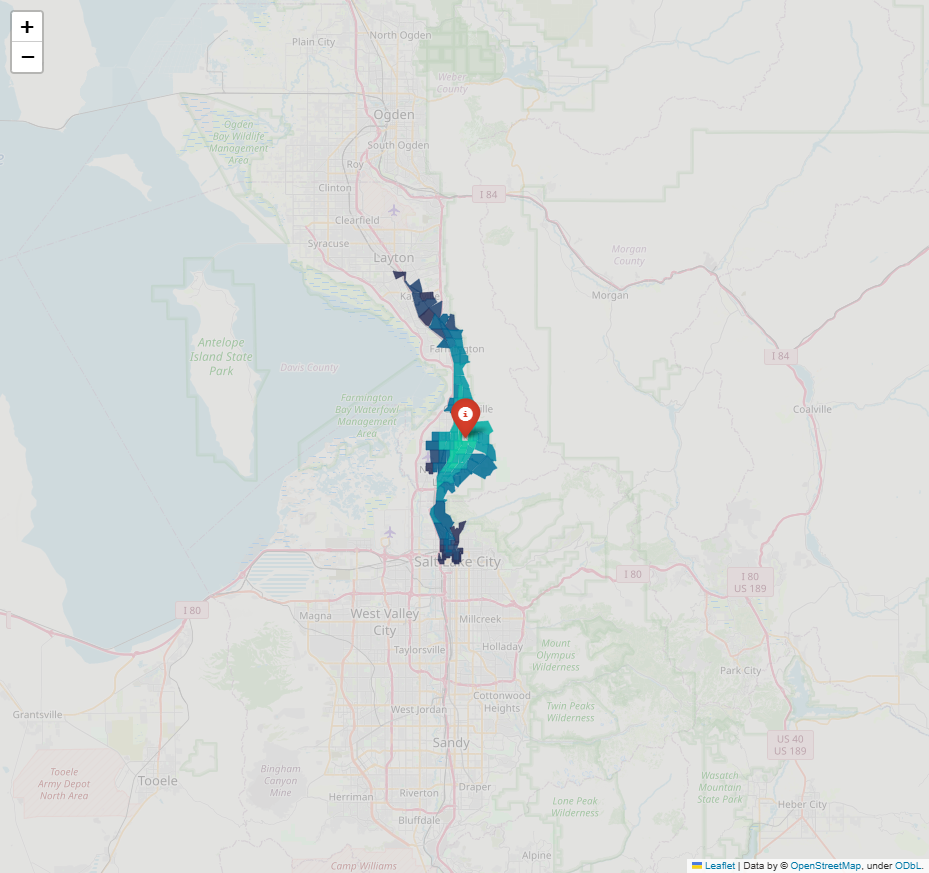 +
−
Plain City
North Ogden
Weber
County
Ogden
Ogden
Bay Wildlife
Management
Area
South Ogden
Roy
Clinton
I 84
Clearfield
Syracuse
Layton
Morgan
County
Morgan
Farmington
Antelope
Island State
Park
Davis County
I 84
Farmington
Bay Waterfowl
Management
Area
ille
i
Coalville
Salt Lake City
I 80
I 80
US 189
I 80
Magna
West Valley
City
Millcreek
Taylorsville
Holladay
Mount
Olympus
Wilderness
Park City
Cottonwood
Heights
West Jordan
Twin Peaks
Wilderness
Grantsville
Sandy
US 40
US 189
Tooele
Army Depot
North Area
Tooele
Bingham
Canyon
Mine
Herriman
Riverton
Draper
Wasatch
Mountain
State Park
Lone Peak
Wilderness
Heber City
Bluffdale
Alpine
Camp Williams
Leaflet | Data by © OpenStreetMap, under ODbL.